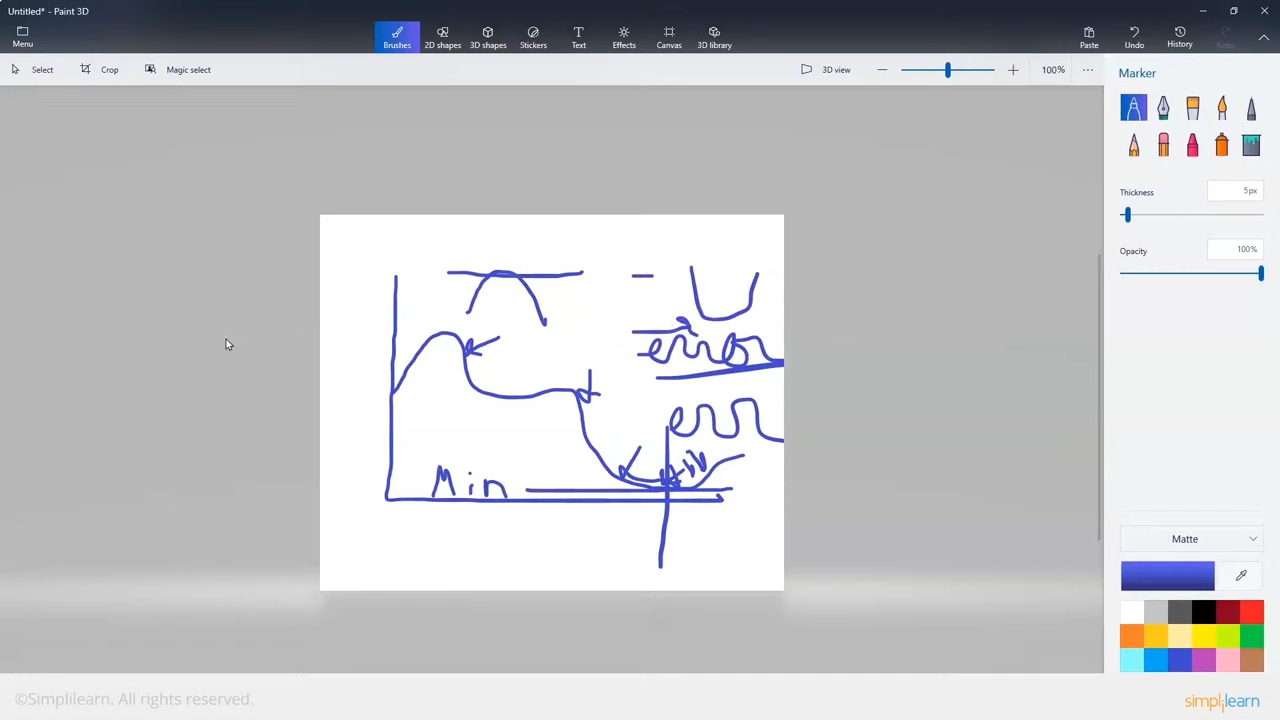 Untitled* - Paint 3D
Menu
Brushes
2D shapes
3D shapes
Stickers
Text
Effects
Canvas
3D library
Paste
Undo
History
Redo
Select
Crop
Magic select
3D view
100%
Marker
Thickness
5px
Opacity
100%
error
err
Min
Matte
©Simplilearn. All rights reserved.
simplilearn